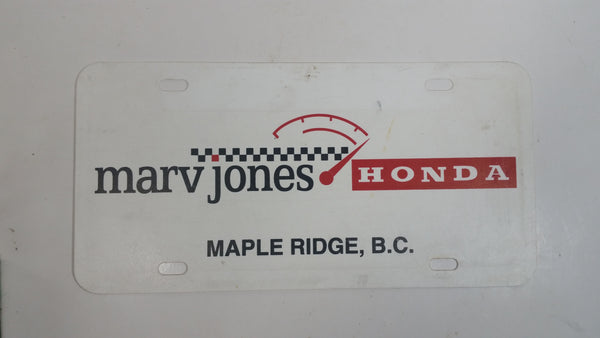 marv jones HONDA
MAPLE RIDGE, B.C.